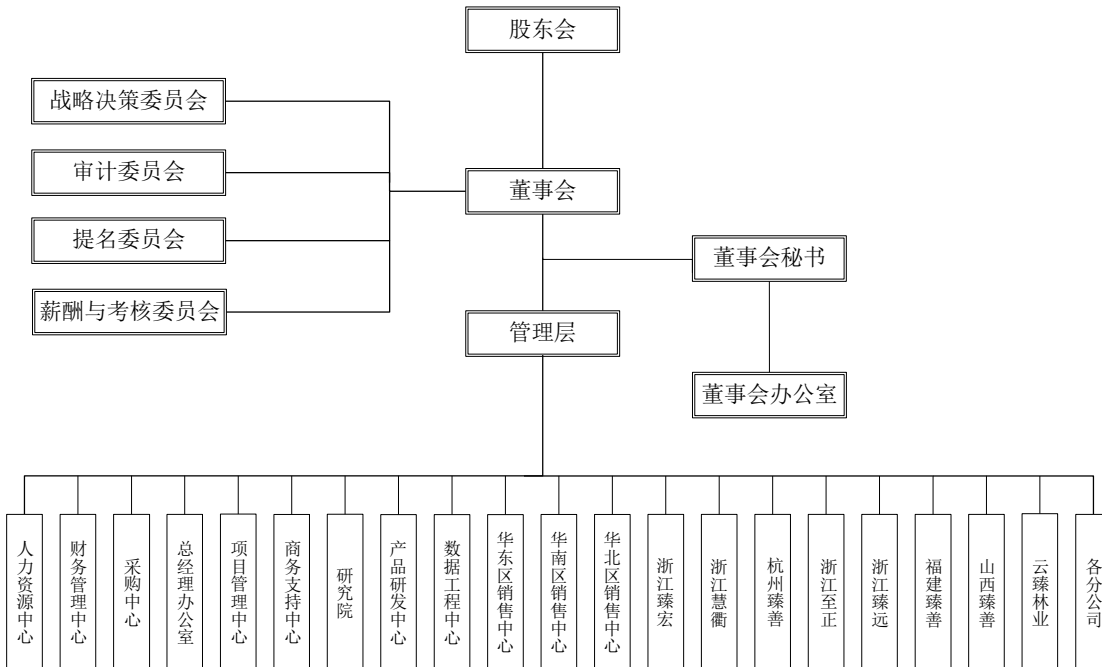 股东会
战略决策委员会
审计委员会
董事会
提名委员会
董事会秘书
薪酬与考核委员会
管理层
董事会办公室
人力资源中心
财务管理中心
采购中心
总经理办公室
项目管理中心
商务支持中心
研究院
产品研发中心
数据工程中心
华东区销售中心
华南区销售中心
华北区销售中心
浙江臻宏
浙江慧衢
杭州臻善
浙江至正
浙江臻远
福建臻善
山西臻善
云臻林业
各分公司